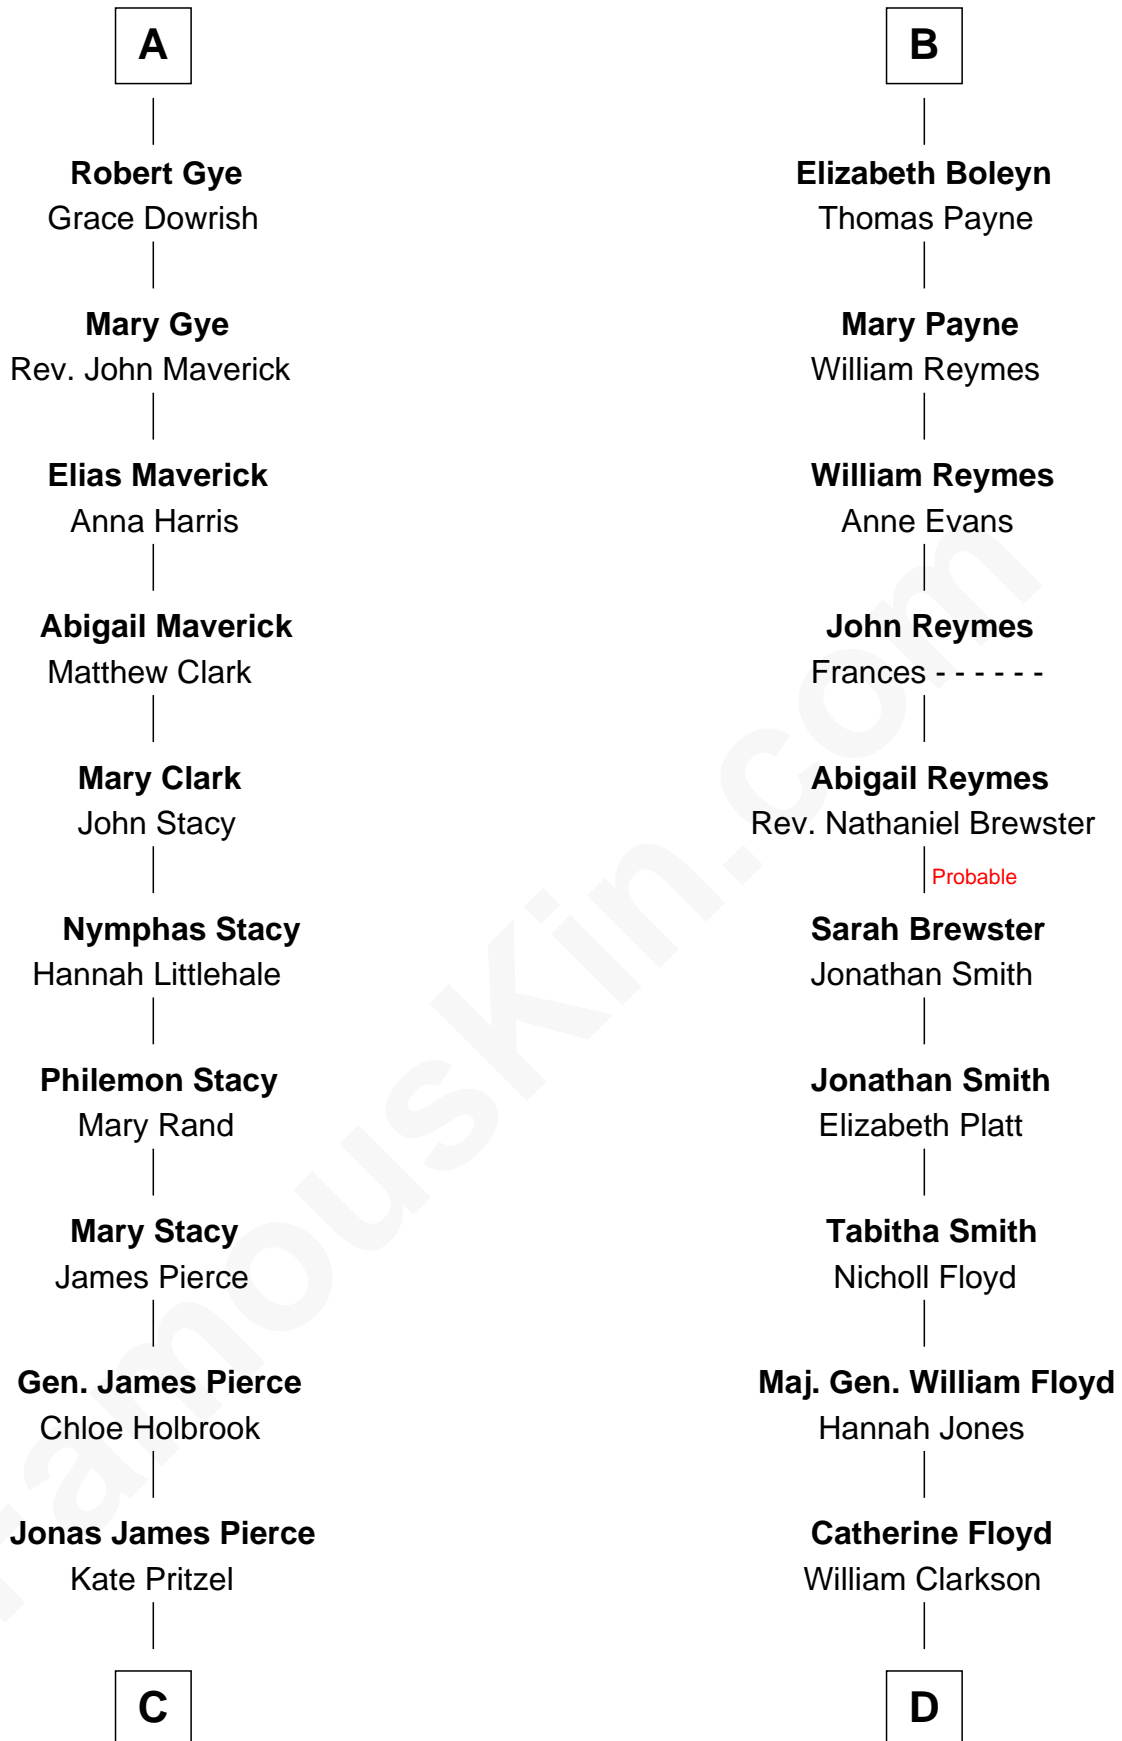 A
Robert Gye
Grace Dowrish
Mary Gye
Rev. John Maverick
Elias Maverick
Anna Harris
Abigail Maverick
Matthew Clark
Mary Clark
John Stacy
Nymphas Stacy
Hannah Littlehale
Philemon Stacy
Mary Rand
Mary Stacy
James Pierce
Gen. James Pierce
Chloe Holbrook
Jonas James Pierce
Kate Pritzel
C
B
Elizabeth Boleyn
Thomas Payne
Mary Payne
William Reymes
William Reymes
Anne Evans
John Reymes
Frances - - - - - -
Abigail Reymes
Rev. Nathaniel Brewster
Probable
Sarah Brewster
Jonathan Smith
Jonathan Smith
Elizabeth Platt
Tabitha Smith
Nicholl Floyd
Maj. Gen. William Floyd
Hannah Jones
Catherine Floyd
William Clarkson
D
FamousKin.com